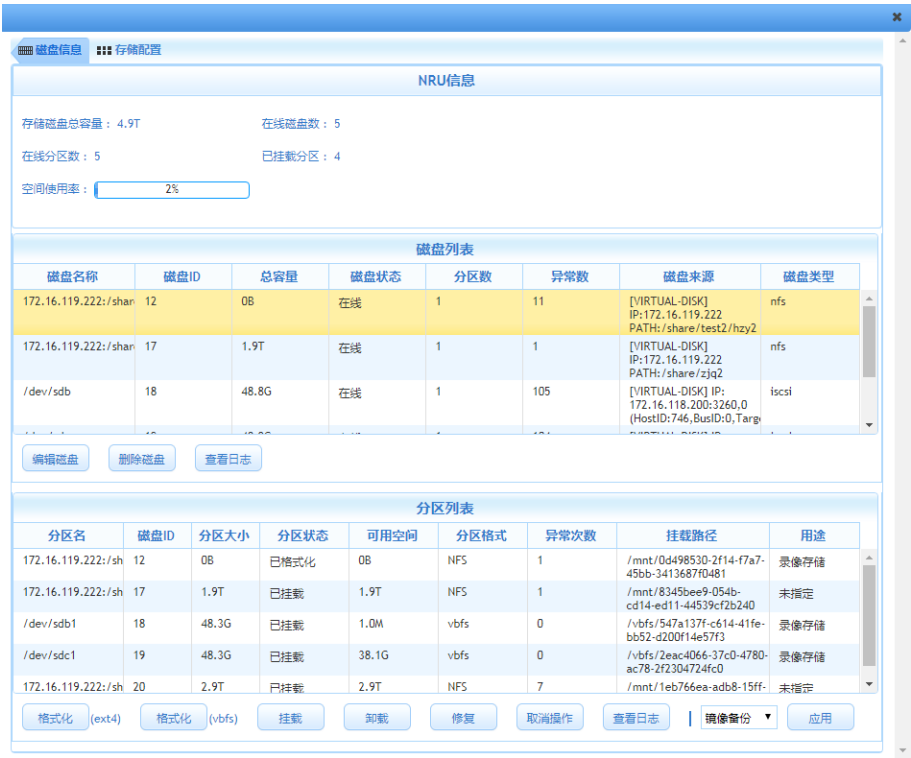 磁盘信息 存储配置
NRU信息
存储磁盘总容量： 4.9T 在线磁盘数： 5
在线分区数： 5 已挂载分区： 4
空间使用率： 2%
磁盘列表
磁盘名称 磁盘ID 总容量 磁盘状态 分区数 异常数 磁盘来源 磁盘类型
172.16.119.222:/shar 12 0B 在线 1 11 [VIRTUAL-DISK] nfs
IP:172.16.119.222
PATH:/share/test2/hzy2
172.16.119.222:/shar 17 1.9T 在线 1 1 [VIRTUAL-DISK] nfs
IP:172.16.119.222
PATH:/share/zjq2
/dev/sdb 18 48.8G 在线 1 105 [VIRTUAL-DISK] IP: iscsi
172.16.118.200:3260,0
(HostID:746,BusID:0,Targe
编辑磁盘 删除磁盘 查看日志
分区列表
分区名 磁盘ID 分区大小 分区状态 可用空间 分区格式 异常次数 挂载路径 用途
172.16.119.222:/sh 12 0B 已格式化 0B NFS 1 /mnt/0d498530-2f14-f7a7- 录像存储
45bb-3413687f0481
172.16.119.222:/sh 17 1.9T 已挂载 1.9T NFS 1 /mnt/8345bee9-054b- 未指定
cd14-ed11-44539cf2b240
/dev/sdb1 18 48.3G 已挂载 1.0M vbfs 0 /vbfs/547a137f-c614-41fe- 录像存储
bb52-d200f14e57f3
/dev/sdc1 19 48.3G 已挂载 38.1G vbfs 0 /vbfs/2eac4066-37c0-4780- 录像存储
ac78-2f2304724fc0
172.16.119.222:/sh 20 2.9T 已挂载 2.9T NFS 7 /mnt/1eb766ea-adb8-15ff- 未指定
格式化 (ext4) 格式化 (vbfs) 挂载 卸载 修复 取消操作 查看日志 镜像备份 应用